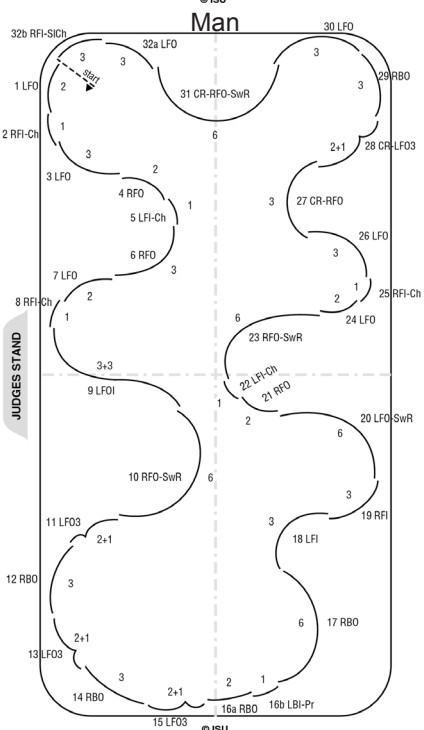 © ISU
Man
32b RFI-SlCh
32a LFO
30 LFO
3
3
3
start
29 RBO
1 LFO
2
3
31 CR-RFO-SwR
6
2 RFI-Ch
1
2+1
28 CR-LFO3
3
3 LFO
2
4 RFO
1
3
27 CR-RFO
5 LFI-Ch
26 LFO
6 RFO
3
3
7 LFO
2
1
25 RFI-Ch
8 RFI-Ch
1
2
24 LFO
6
23 RFO-SwR
JUDGES STAND
3+3
9 LFOI
22 LFI-Ch
21 RFO
1
2
20 LFO-SwR
6
10 RFO-SwR
6
3
19 RFI
11 LFO3
2+1
3
18 LFI
12 RBO
3
6
17 RBO
2+1
13 LFO3
3
14 RBO
2+1
2
1
16b LBI-Pr
16a RBO
15 LFO3
© ISU